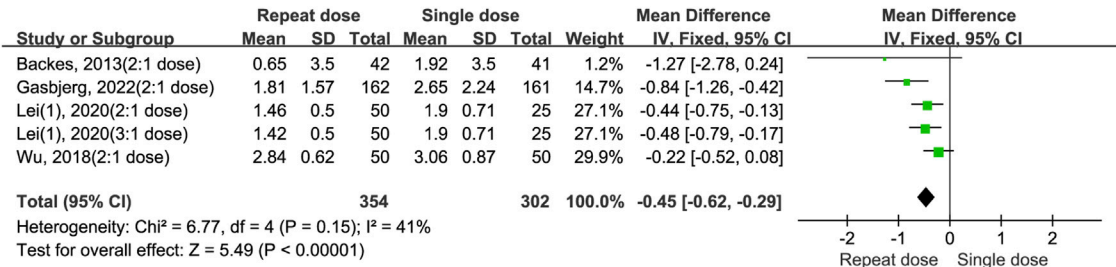 Repeat dose Single dose Mean Difference Mean Difference
Study or Subgroup Mean SD Total Mean SD Total Weight IV, Fixed, 95% CI IV, Fixed, 95% CI
Backes, 2013(2:1 dose) 0.65 3.5 42 1.92 3.5 41 1.2% -1.27 [-2.78, 0.24]
Gasbjerg, 2022(2:1 dose) 1.81 1.57 162 2.65 2.24 161 14.7% -0.84 [-1.26, -0.42]
Lei(1), 2020(2:1 dose) 1.46 0.5 50 1.9 0.71 25 27.1% -0.44 [-0.75, -0.13]
Lei(1), 2020(3:1 dose) 1.42 0.5 50 1.9 0.71 25 27.1% -0.48 [-0.79, -0.17]
Wu, 2018(2:1 dose) 2.84 0.62 50 3.06 0.87 50 29.9% -0.22 [-0.52, 0.08]
Total (95% CI) 354 302 100.0% -0.45 [-0.62, -0.29]
Heterogeneity: Chi² = 6.77, df = 4 (P = 0.15); I² = 41%
Test for overall effect: Z = 5.49 (P < 0.00001)
-2 -1 0 1 2
Repeat dose Single dose